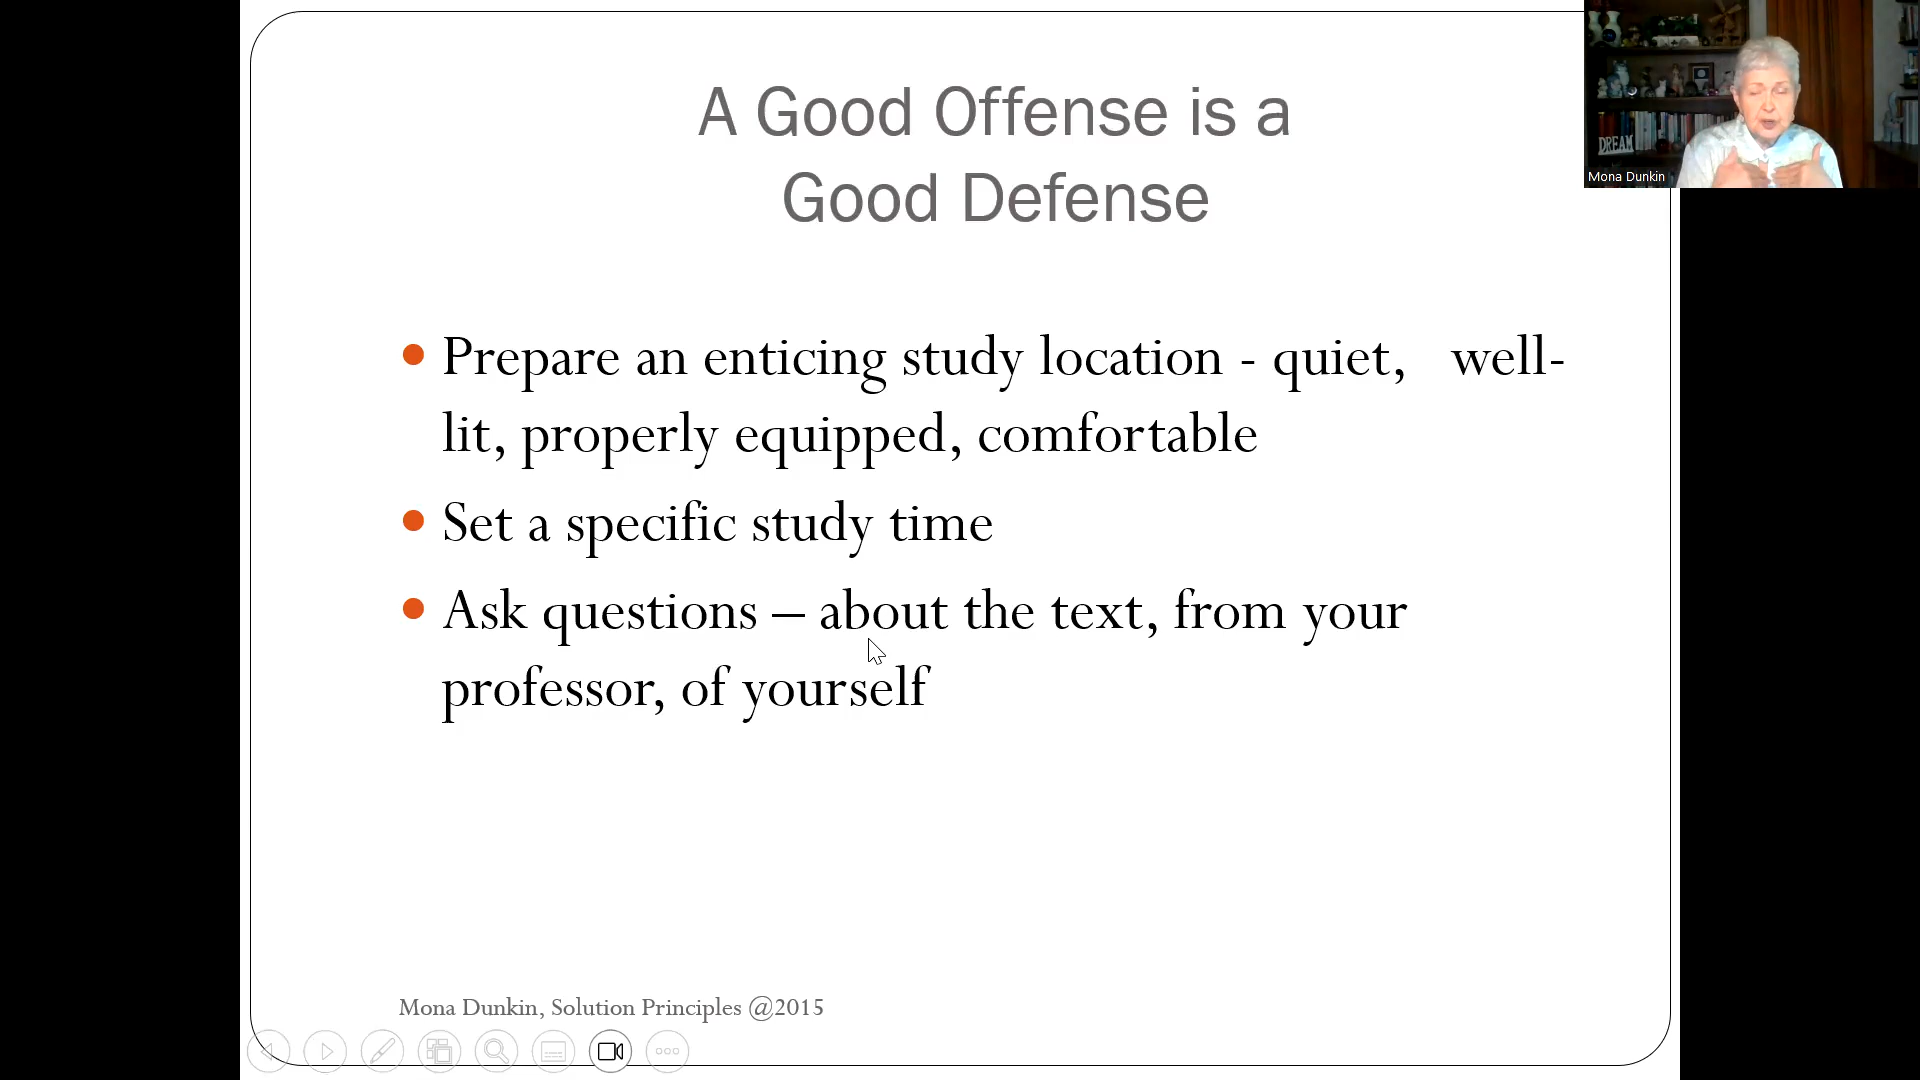 A Good Offense is a
Good Defense
DREAM
Mona Dunkin
• Prepare an enticing study location - quiet, well-
lit, properly equipped, comfortable
• Set a specific study time
• Ask questions – about the text, from your
professor, of yourself
Mona Dunkin, Solution Principles @2015